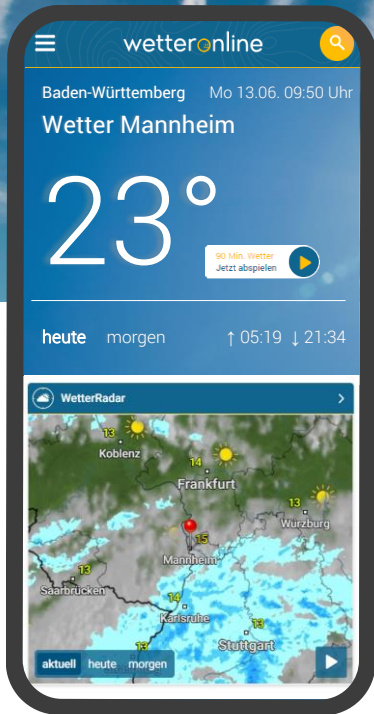 wetteronline
Baden-Württemberg Mo 13.06. 09:50 Uhr
Wetter Mannheim
23°
90 Min. Wetter
Jetzt abspielen
heute morgen ↑ 05:19 ↓ 21:34
WetterRadar
13
Koblenz
14
Frankfurt
13
Würzburg
15
Mannheim
13
Saarbrücken
14
Karlsruhe
13
13
Stuttgart
aktuell heute morgen